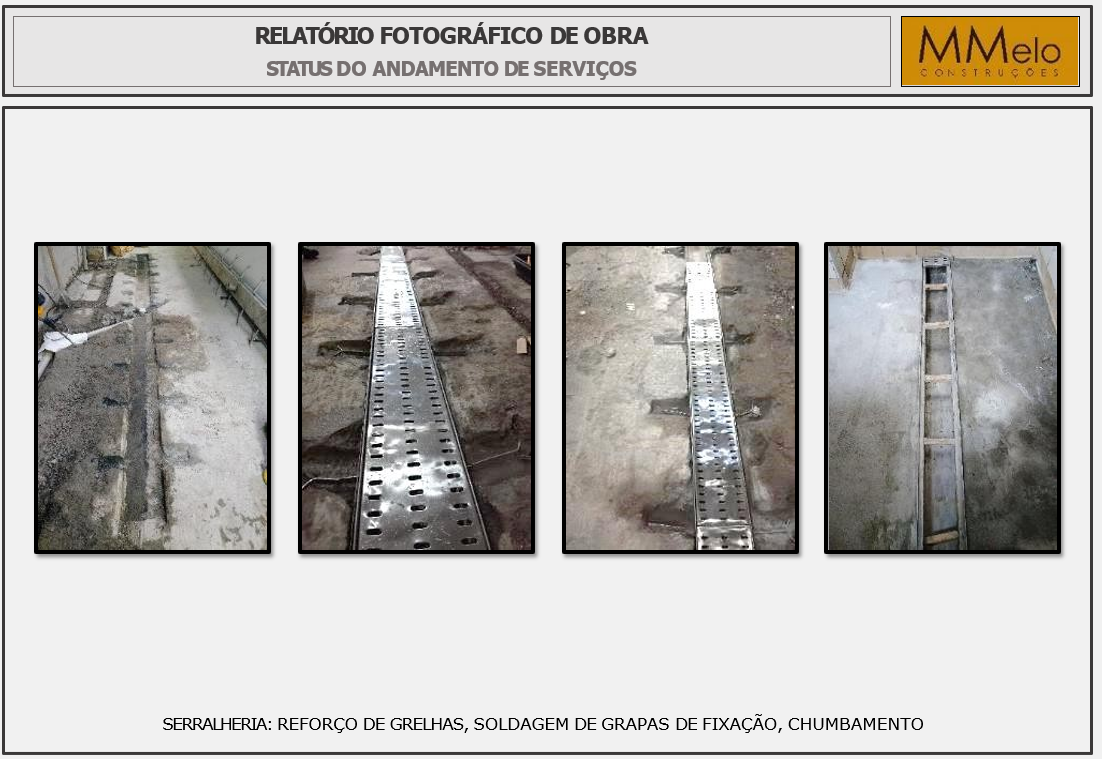 RELATÓRIO FOTOGRÁFICO DE OBRA
STATUS DO ANDAMENTO DE SERVIÇOS
MMelo
CONSTRUÇÕES
SERRALHERIA: REFORÇO DE GRELHAS, SOLDAGEM DE GRAPAS DE FIXAÇÃO, CHUMBAMENTO